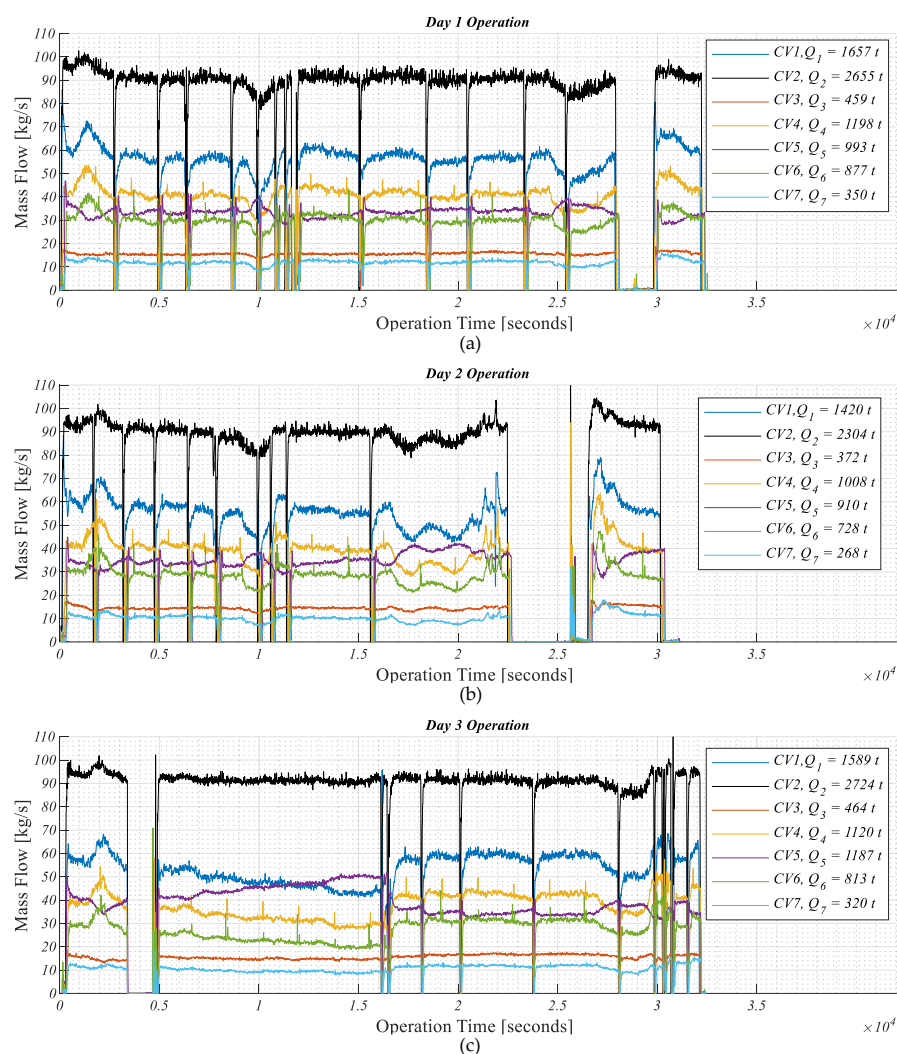 Day 1 Operation
110
100
90
80
70
60
50
40
30
20
10
0
Mass Flow [kg/s]
CV1,Q1 = 1657 t
CV2, Q2 = 2655 t
CV3, Q3 = 459 t
CV4, Q4 = 1198 t
CV5, Q5 = 993 t
CV6, Q6 = 877 t
CV7, Q7 = 350 t
0 0.5 1 1.5 2 2.5 3 3.5
Operation Time [seconds]
×10^4
(a)
Day 2 Operation
110
100
90
80
70
60
50
40
30
20
10
0
Mass Flow [kg/s]
CV1,Q1 = 1420 t
CV2, Q2 = 2304 t
CV3, Q3 = 372 t
CV4, Q4 = 1008 t
CV5, Q5 = 910 t
CV6, Q6 = 728 t
CV7, Q7 = 268 t
0 0.5 1 1.5 2 2.5 3 3.5
Operation Time [seconds]
×10^4
(b)
Day 3 Operation
110
100
90
80
70
60
50
40
30
20
10
0
Mass Flow [kg/s]
CV1,Q1 = 1589 t
CV2, Q2 = 2724 t
CV3, Q3 = 464 t
CV4, Q4 = 1120 t
CV5, Q5 = 1187 t
CV6, Q6 = 813 t
CV7, Q7 = 320 t
0 0.5 1 1.5 2 2.5 3 3.5
Operation Time [seconds]
×10^4
(c)